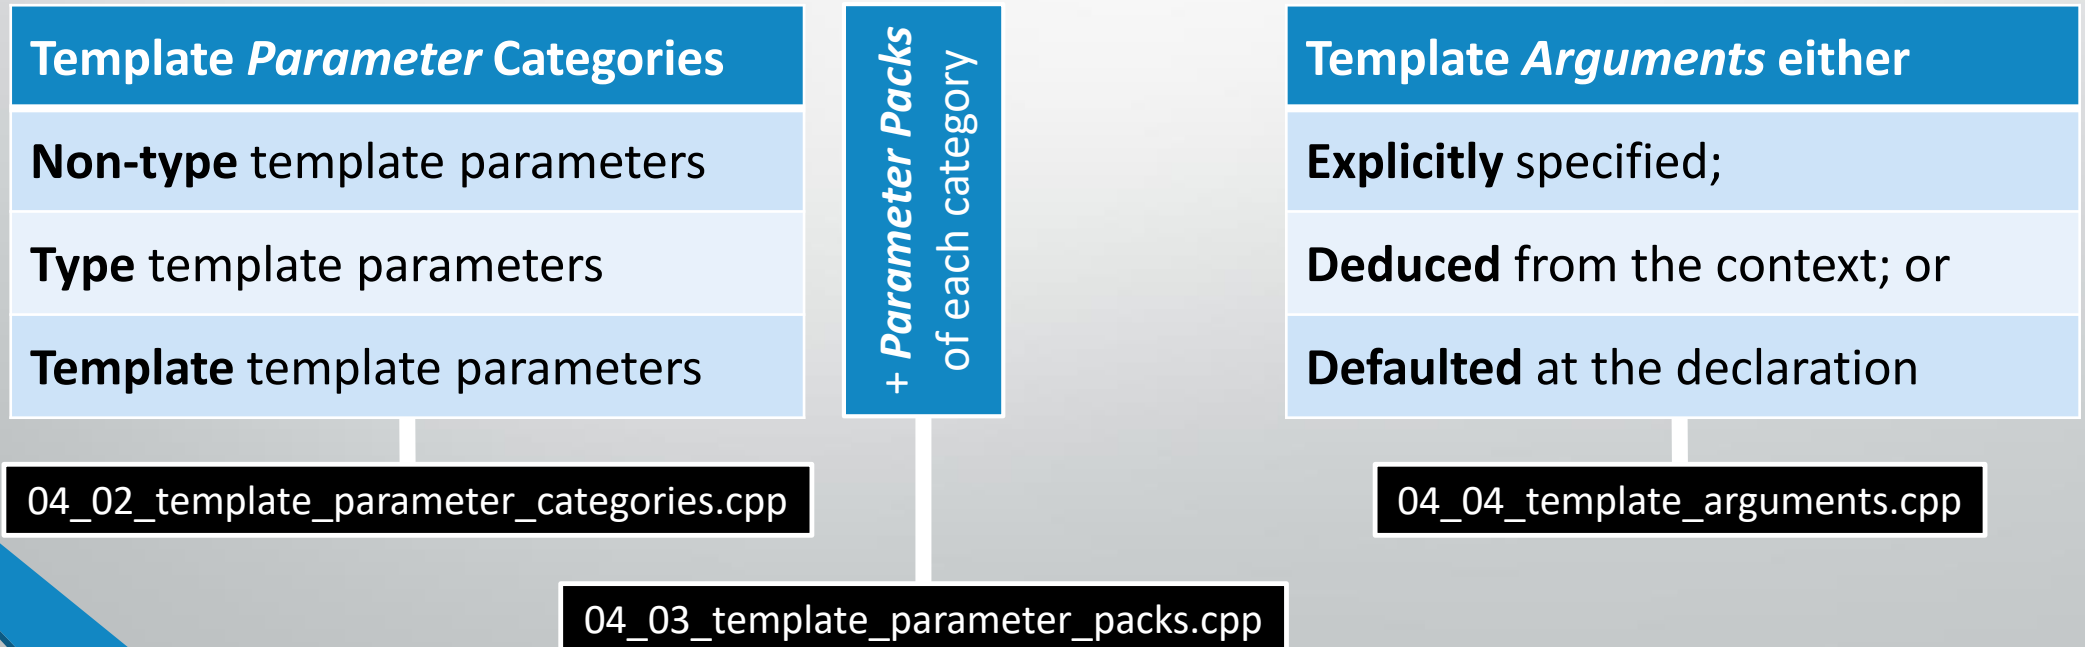 Template Parameter Categories
Non-type template parameters
Type template parameters
Template template parameters
04_02_template_parameter_categories.cpp
+ Parameter Packs
of each category
04_03_template_parameter_packs.cpp
Template Arguments either
Explicitly specified;
Deduced from the context; or
Defaulted at the declaration
04_04_template_arguments.cpp